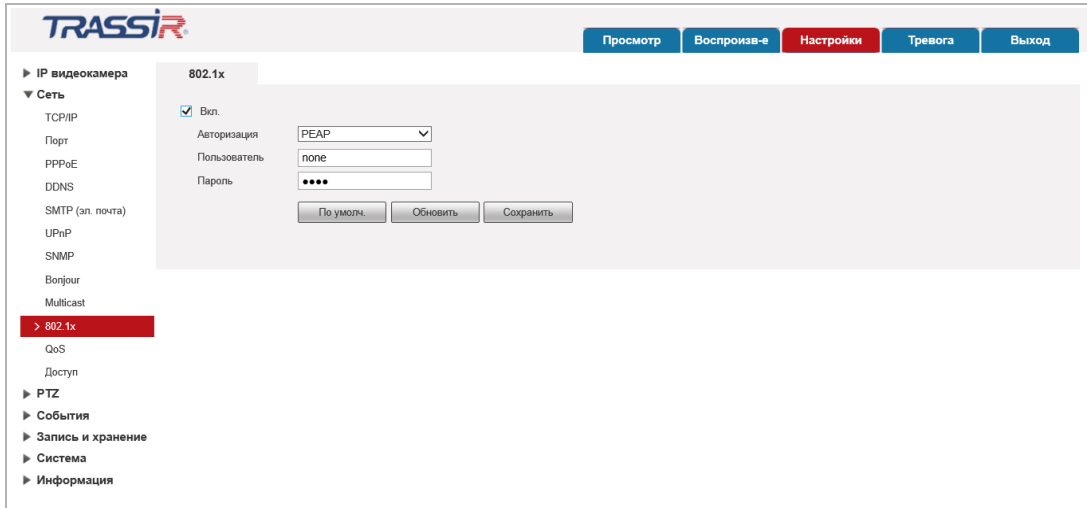 TRASSIR
Просмотр
Воспроизв-е
Настройки
Тревога
Выход
IP видеокамера
Сеть
TCP/IP
Порт
PPPoE
DDNS
SMTP (эл. почта)
UPnP
SNMP
Bonjour
Multicast
802.1x
QoS
Доступ
PTZ
События
Запись и хранение
Система
Информация
802.1x
Вкл.
Авторизация PEAP
Пользователь none
Пароль ●●●●
По умолч. Обновить Сохранить